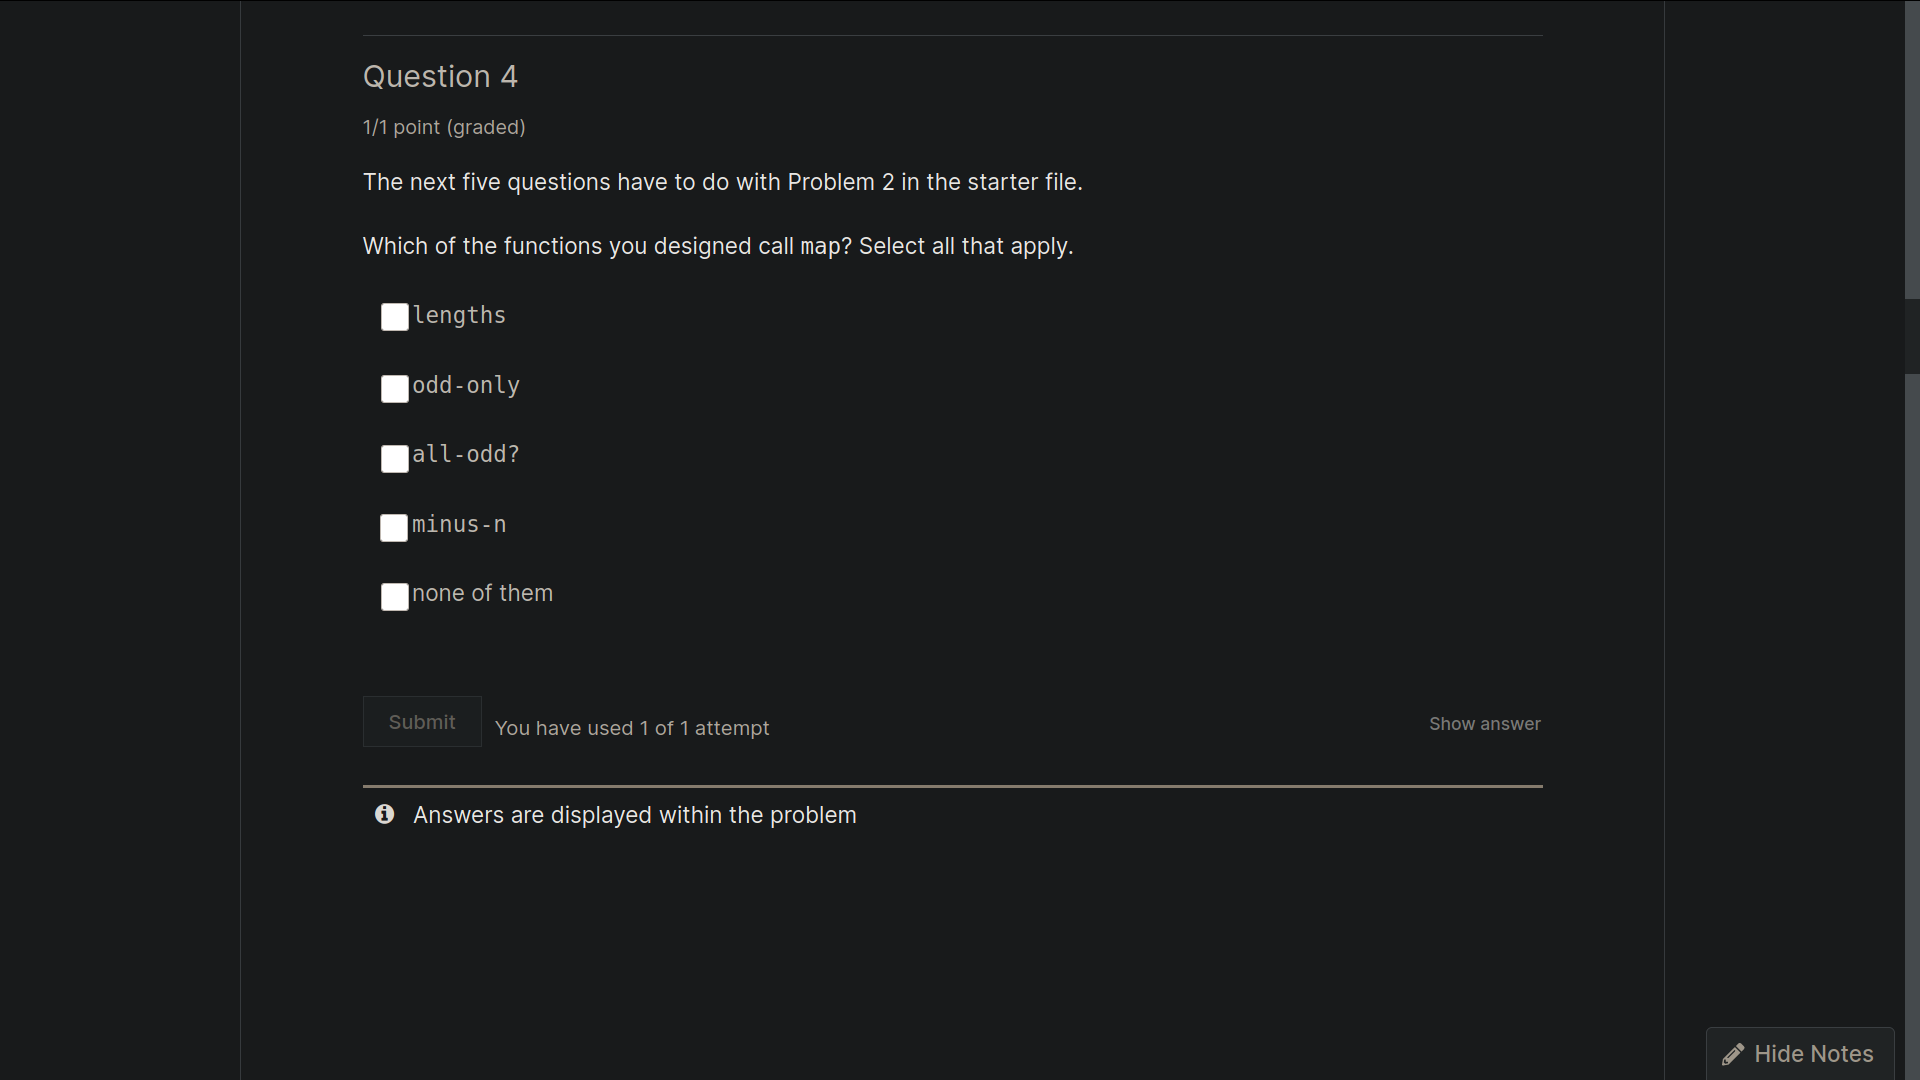 Question 4
1/1 point (graded)
The next five questions have to do with Problem 2 in the starter file.
Which of the functions you designed call map? Select all that apply.
lengths
odd-only
all-odd?
minus-n
none of them
Submit
You have used 1 of 1 attempt
Show answer
Answers are displayed within the problem
Hide Notes